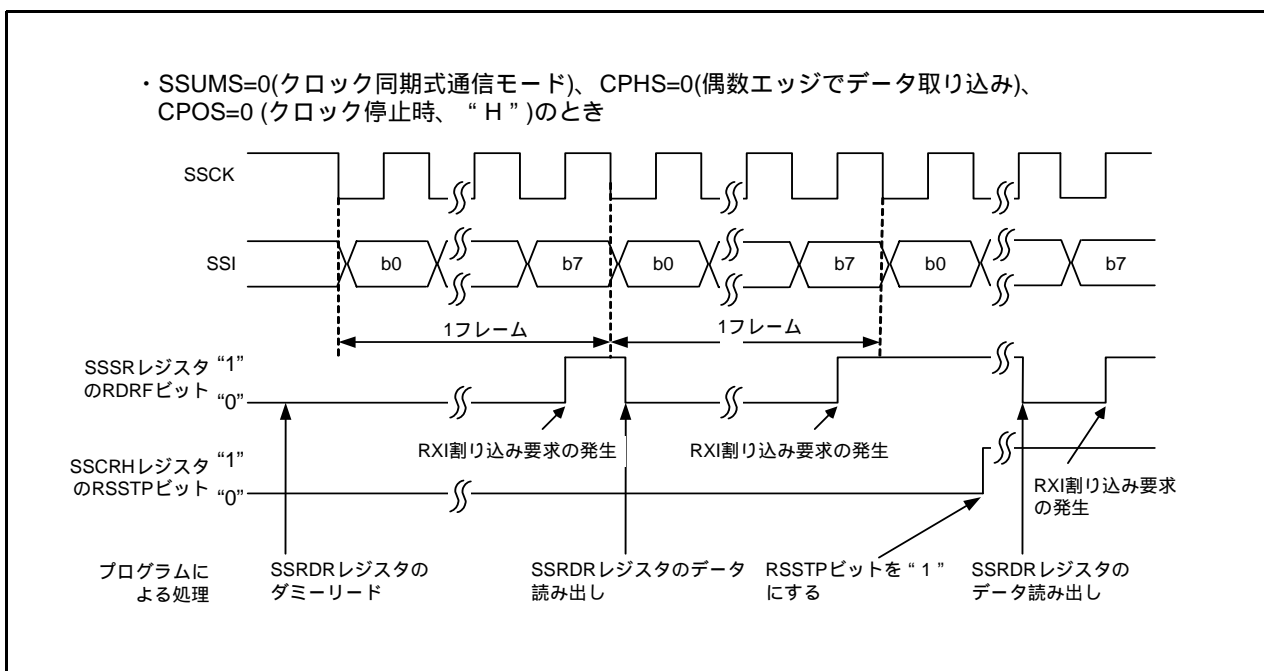 ・SSUMS=0(クロック同期式通信モード)、CPHS=0(偶数エッジでデータ取り込み)、
CPOS=0 (クロック停止時、“ H ” )のとき
SSCK
SSI
b0
b7
b0
b7
b0
b7
1フレーム
1フレーム
SSSRレジスタ
のRDRFビット
“1”
“0”
RXI割り込み要求の発生
RXI割り込み要求の発生
RXI割り込み要求
の発生
SSCRHレジスタ
のRSSTPビット
“1”
“0”
プログラムに
よる処理
SSRDRレジスタの
ダミーリード
SSRDRレジスタのデータ
読み出し
RSSTPビットを “ 1 ”
にする
SSRDRレジスタの
データ読み出し